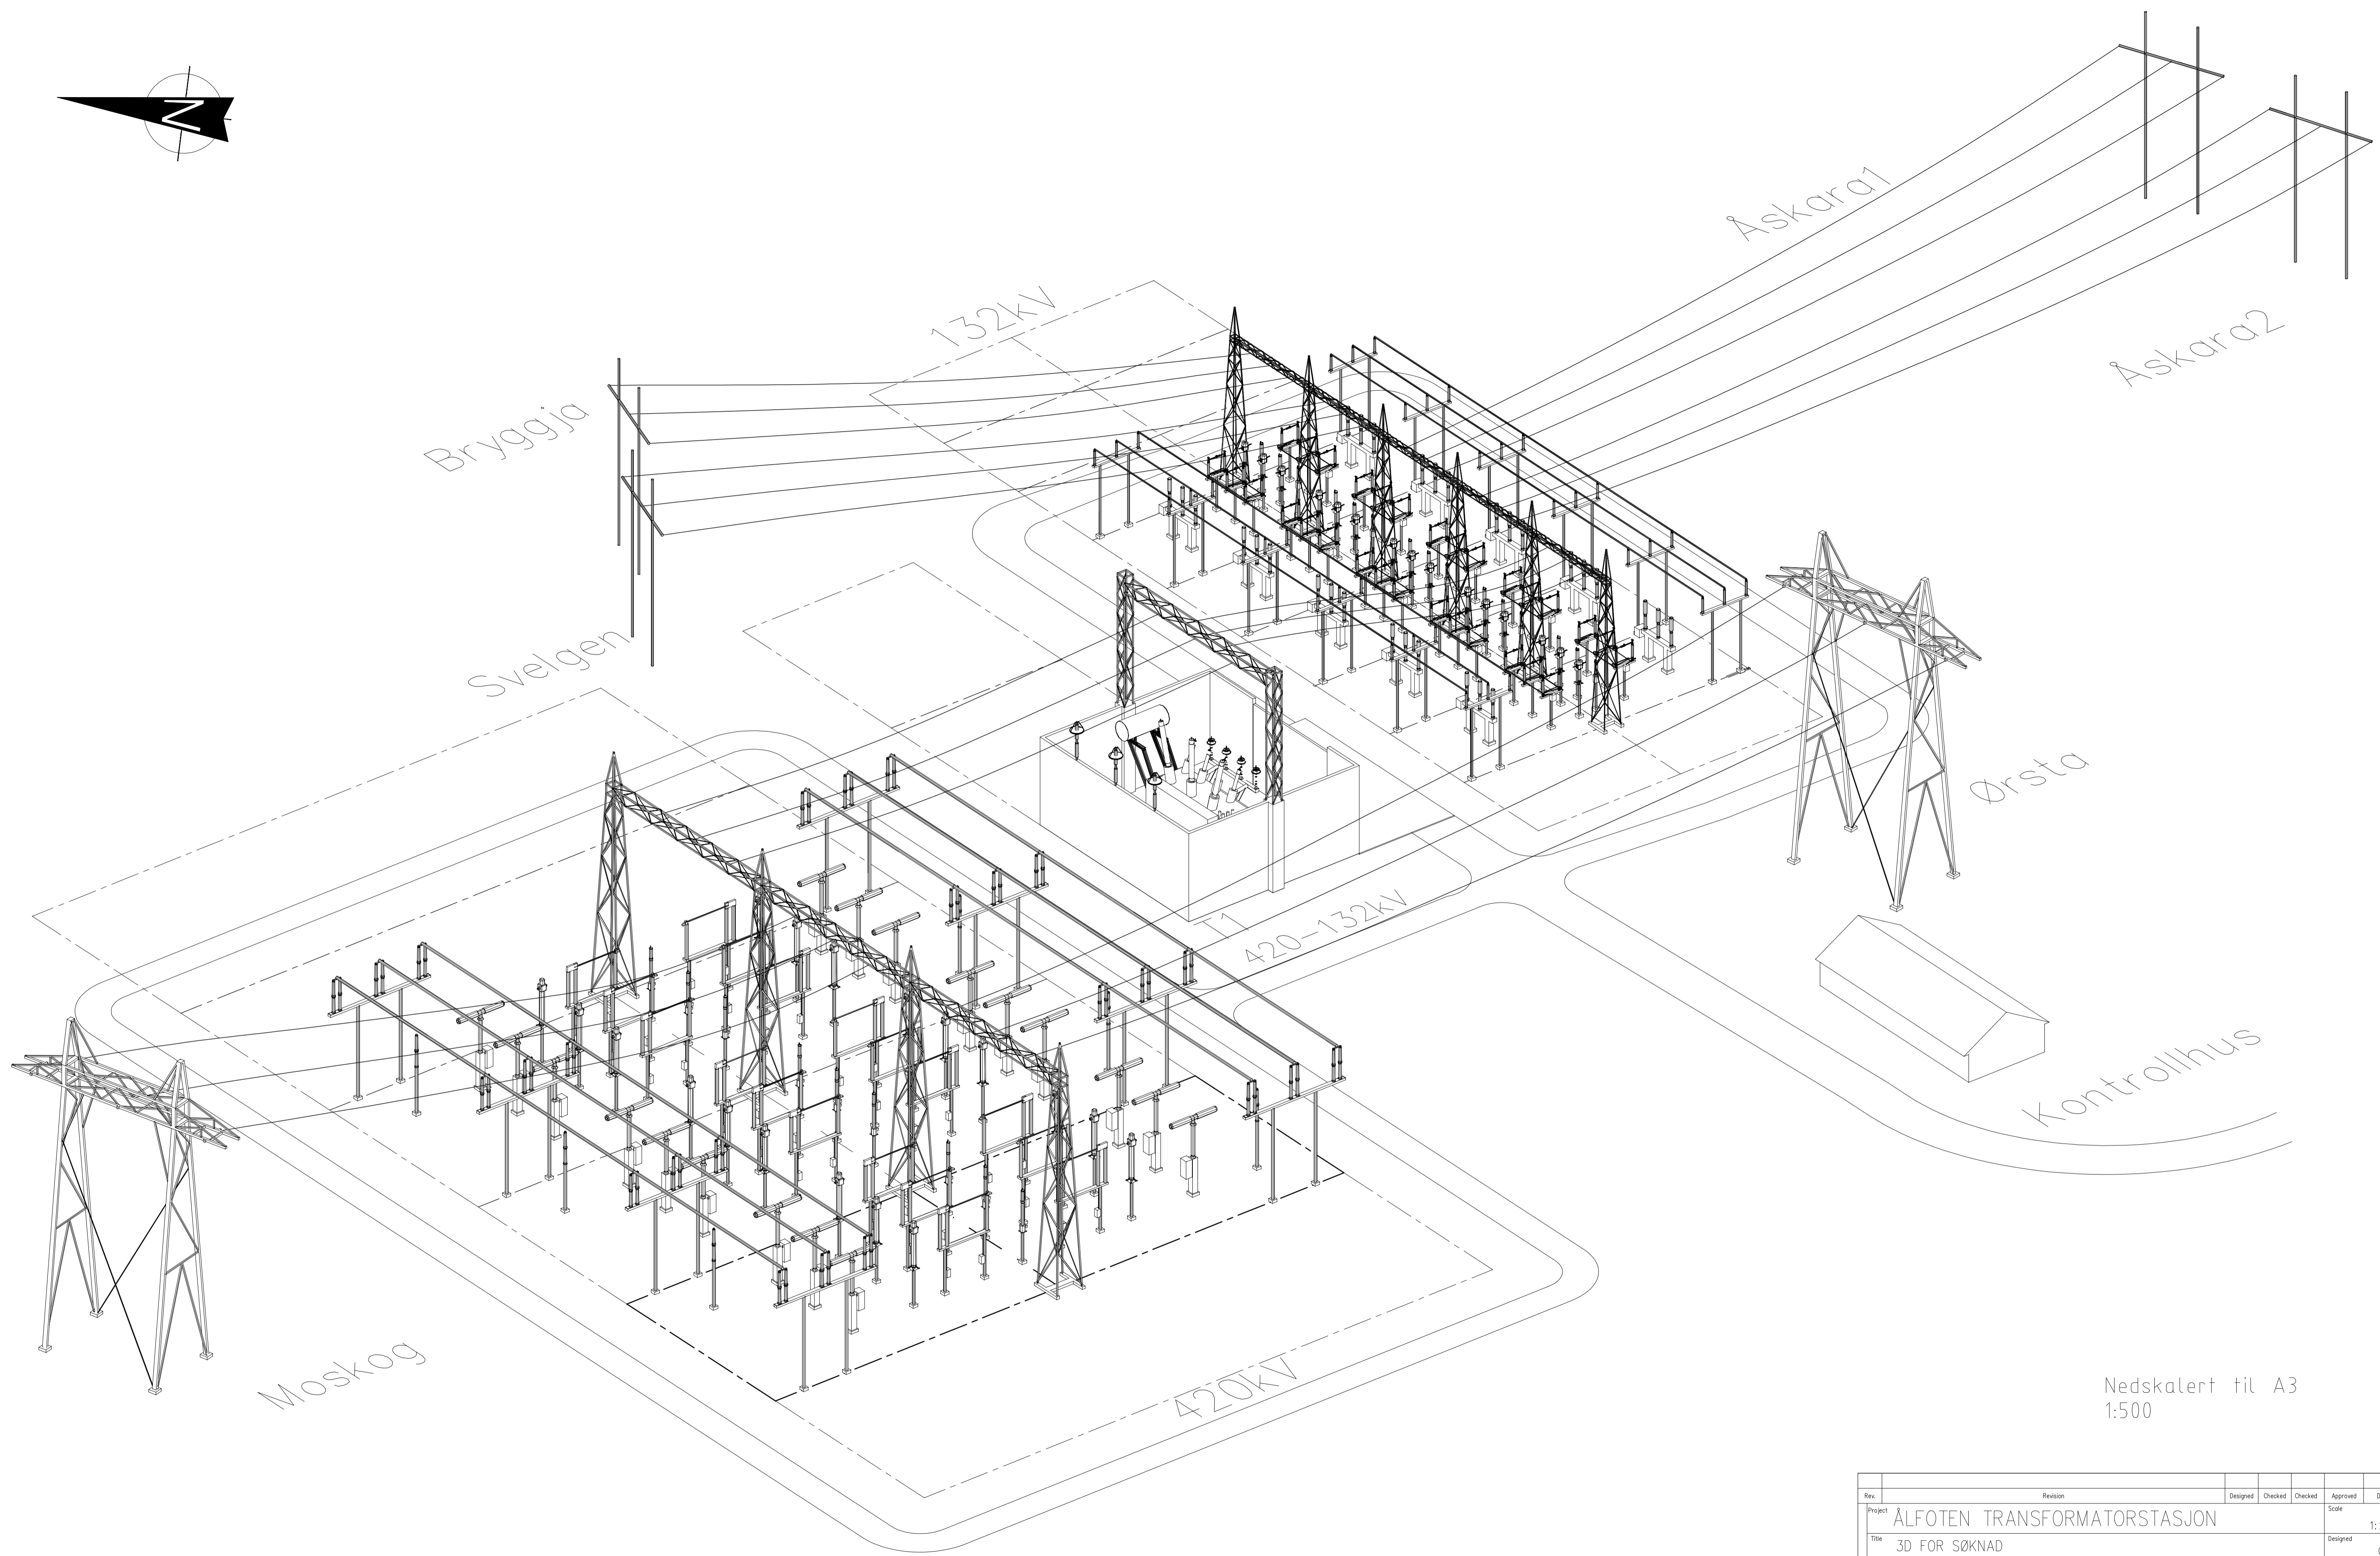 N
Åskara1
Åskara2
132kV
Bryggja
Svelgen
Ørsta
T1
420-132kV
Kontrollhus
Moskog
420kV
Nedskalert til A3
1:500
Rev. Revision Designed Checked Checked Approved
Project ÅLFOTEN TRANSFORMATORSTASJON Scale
Title 3D FOR SØKNAD Designed